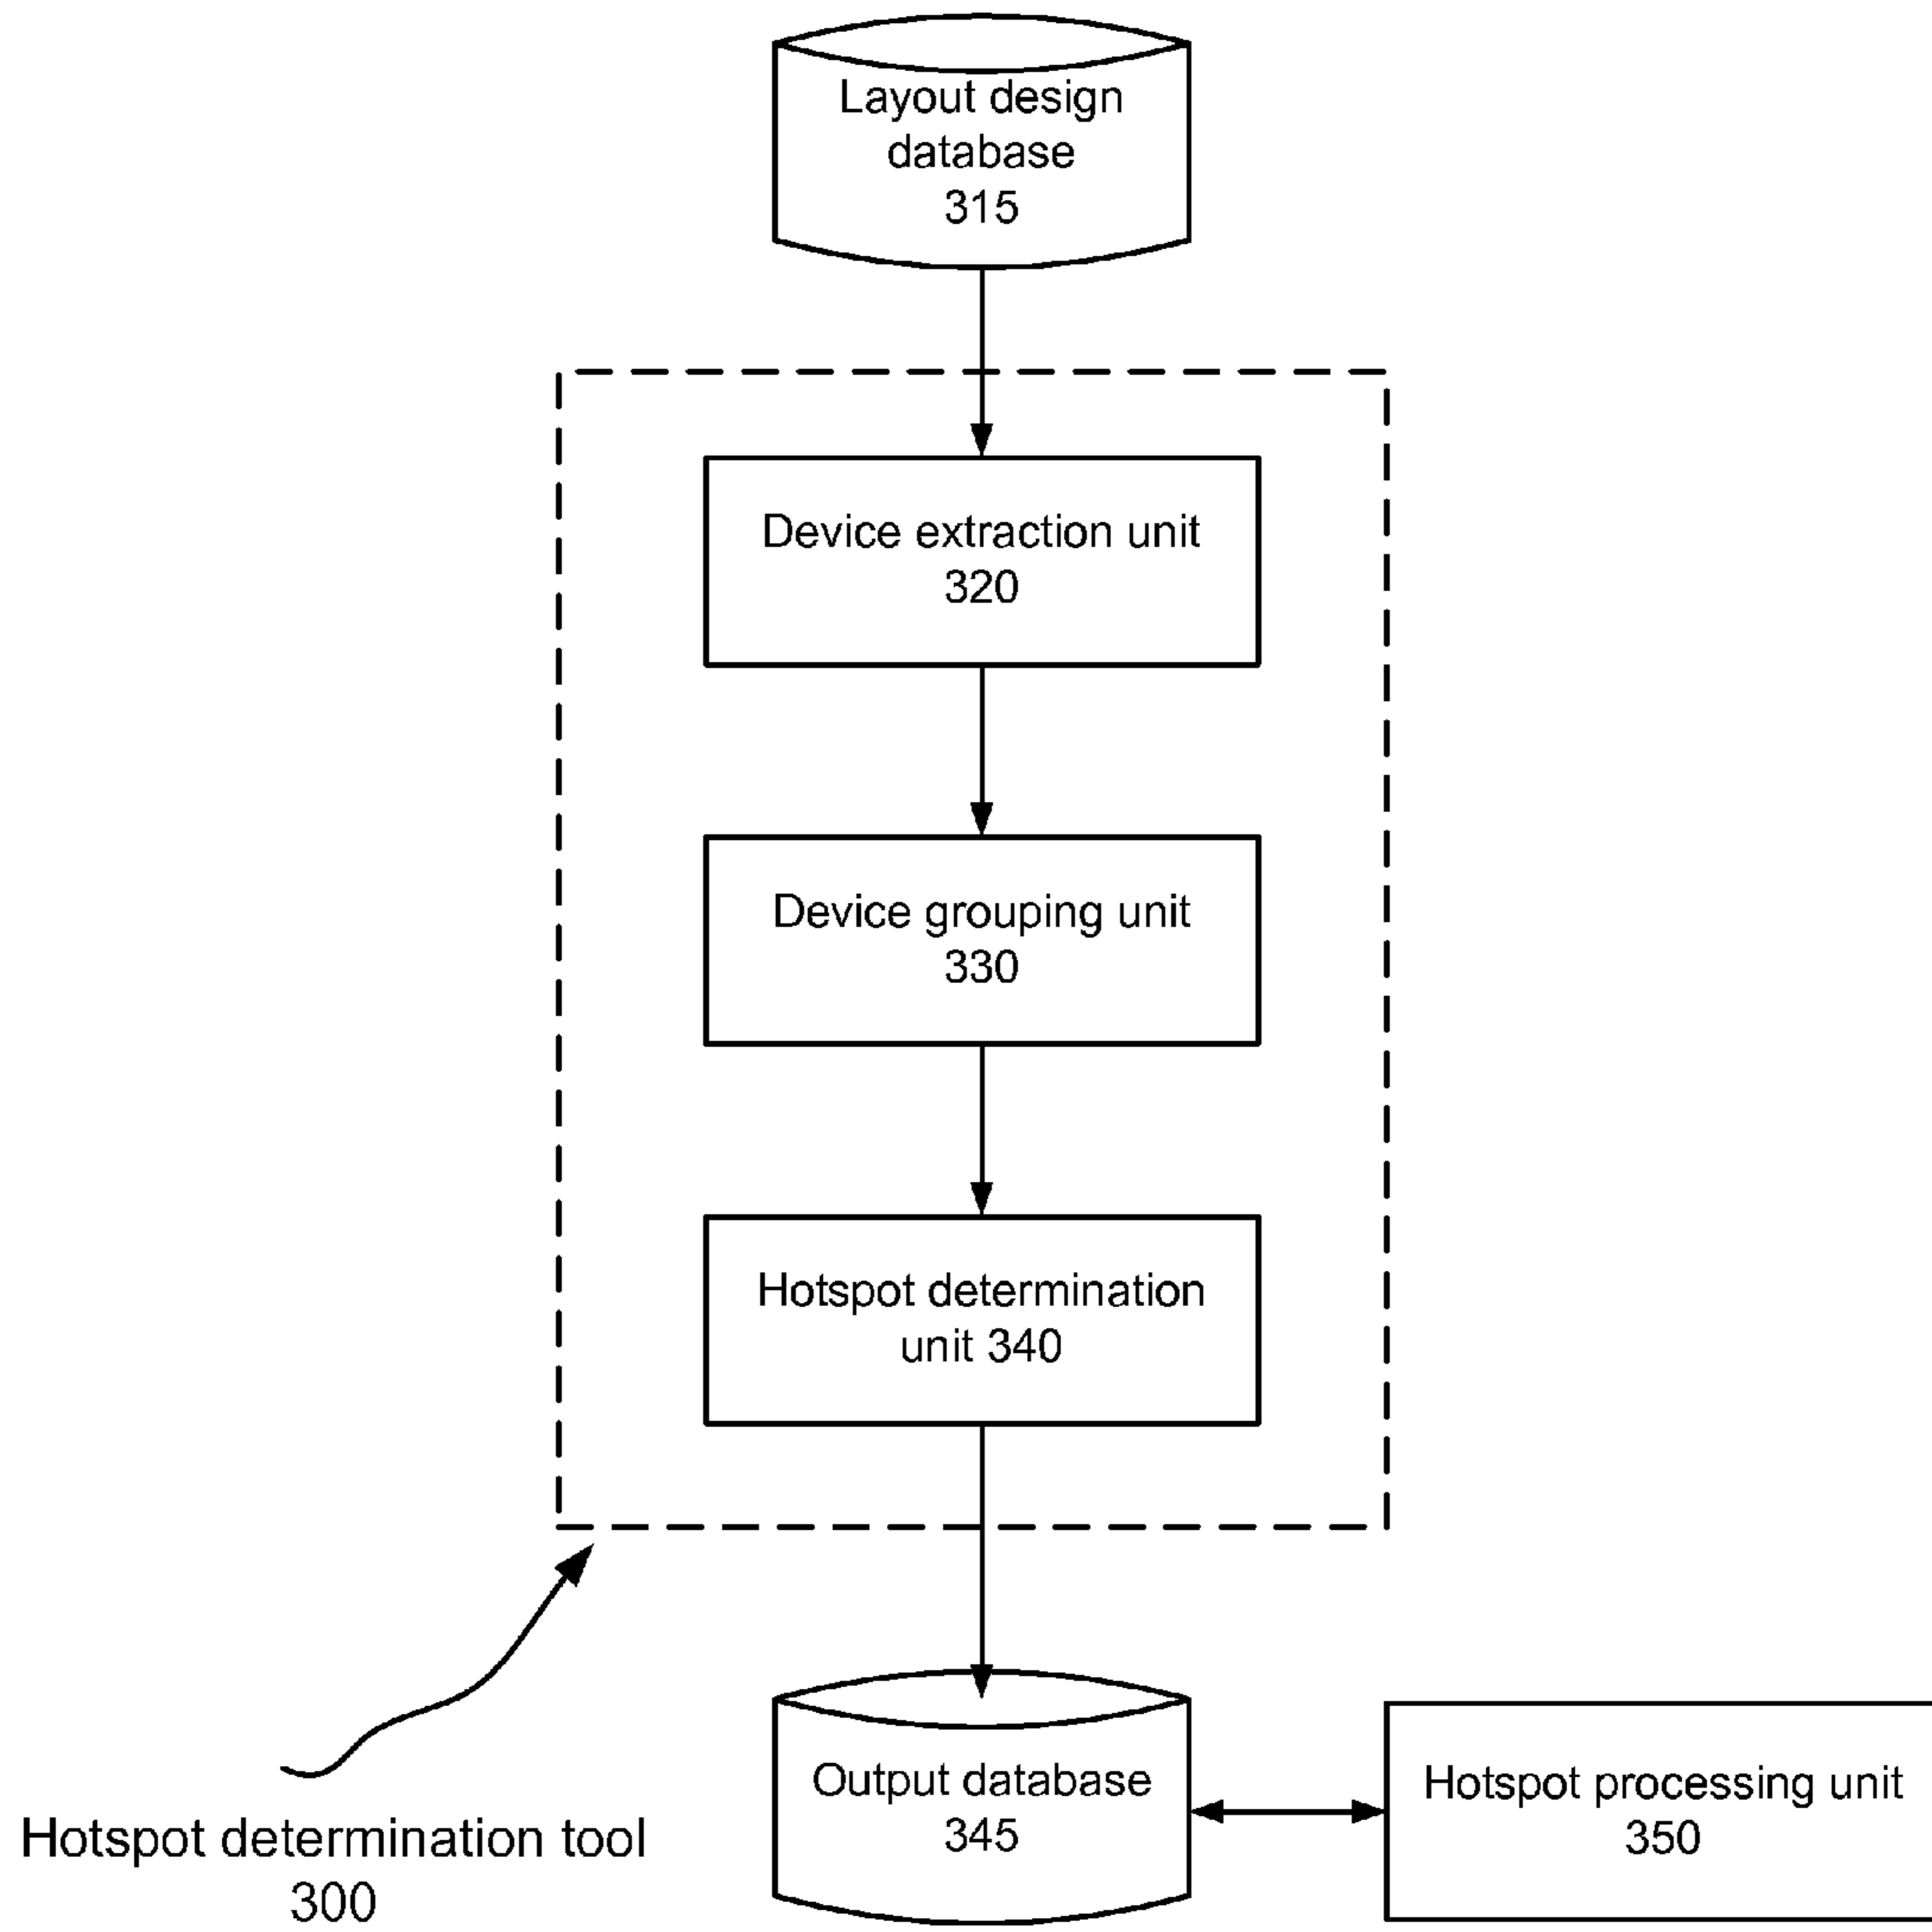 Layout design
database
315
Device extraction unit
320
Device grouping unit
330
Hotspot determination
unit 340
Output database
345
Hotspot processing unit
350
Hotspot determination tool
300